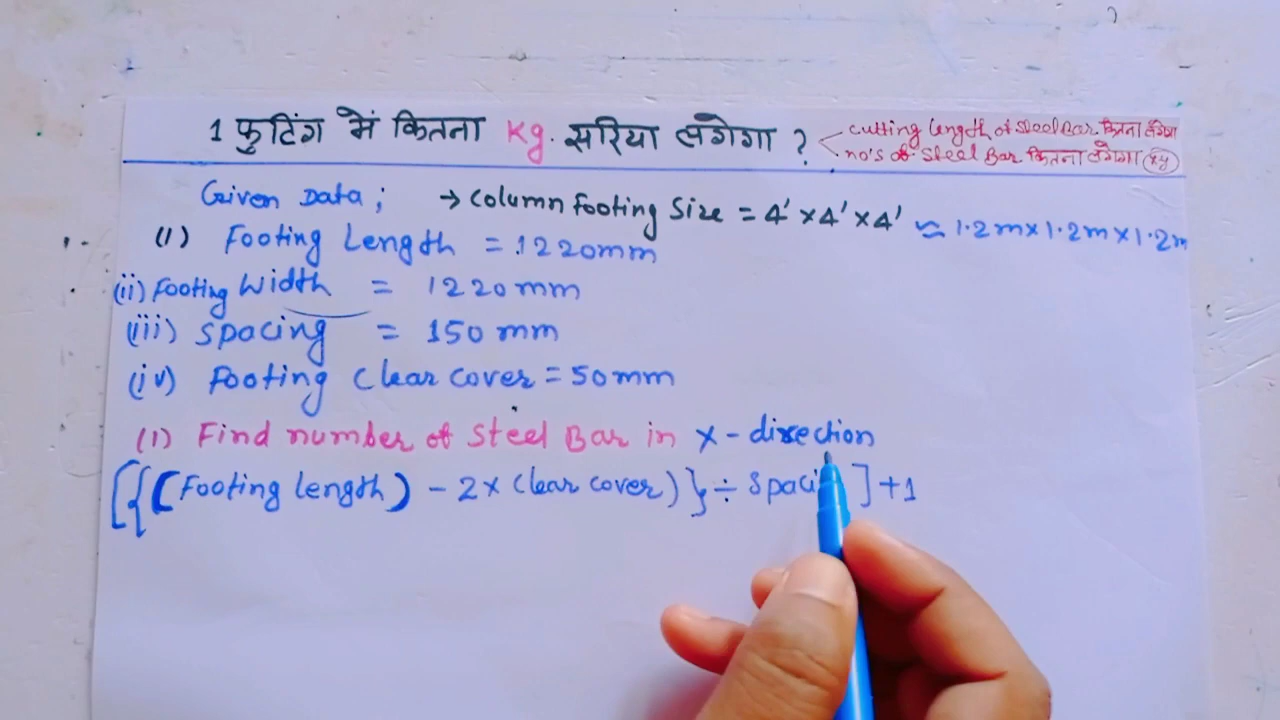 1 फुटिंग में कितना Kg. सरिया लगेगा ?
cutting length of steel Bar कितना लगेगा
no's of steel Bar कितना लगेगा
Given Data ; → Column Footing Size = 4' × 4' × 4' ≈ 1.2m×1.2m×1.2m
(i) Footing Length = 1220mm
(ii) Footing Width = 1220 mm
(iii) Spacing = 150 mm
(iv) Footing Clear Cover = 50mm
(1) Find number of Steel Bar in X - direction
[{(Footing length) - 2 x Clear cover)} ÷ ] +1